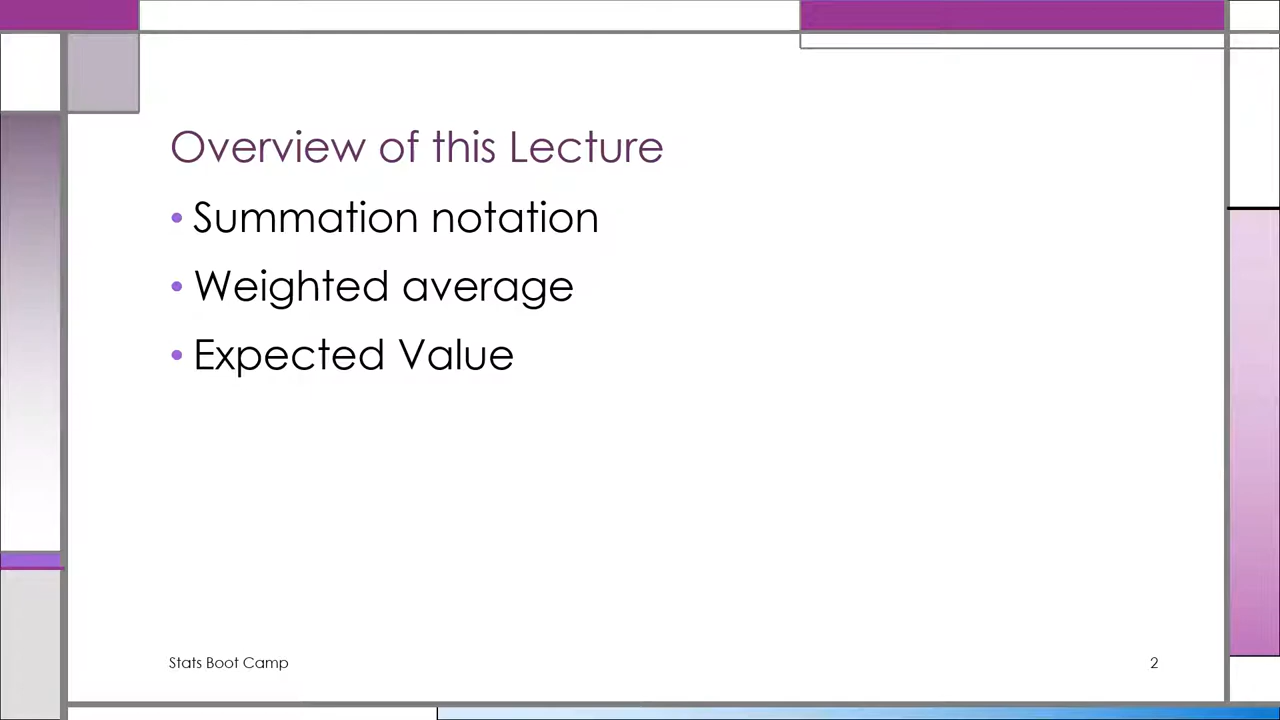 Overview of this Lecture
• Summation notation
• Weighted average
• Expected Value
Stats Boot Camp
2